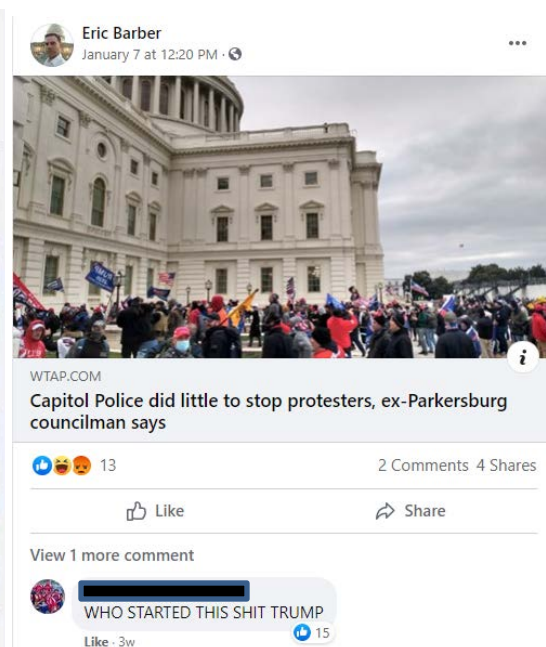 Eric Barber
January 7 at 12:20 PM ·
WTAP.COM
Capitol Police did little to stop protesters, ex-Parkersburg
councilman says
13
2 Comments 4 Shares
Like
Share
View 1 more comment
WHO STARTED THIS SHIT TRUMP
15
Like · 3w